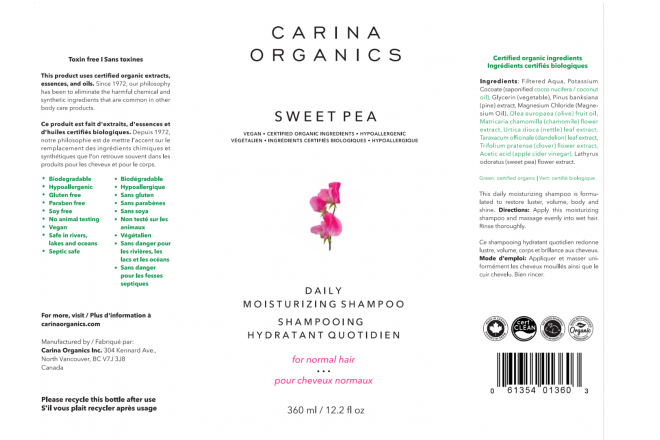 Toxin free I Sans toxines
This product uses certified organic extracts,
essences, and oils. Since 1972, our philosophy
has been to eliminate the harmful chemical and
synthetic ingredients that are common in other
body care products.
Ce produit est fait d'extraits, d'essences et
d'huiles certifiés biologiques. Depuis 1972,
notre philosophie est de mettre l'accent sur le
remplacement des ingrédients chimiques et
synthétiques que l'on retrouve souvent dans les
produits pour les cheveux et pour le corps.
• Biodegradable
• Hypoallergenic
• Gluten free
• Paraben free
• Soy free
• No animal testing
• Vegan
• Safe in rivers,
lakes and oceans
• Septic safe
• Biodégradable
• Hypoallergique
• Sans gluten
• Sans parabènes
• Sans soya
• Non testé sur les
animaux
• Végétalien
• Sans danger pour
les rivières, les
lacs et les océans
• Sans danger
pour les fosses
septiques
For more, visit / Plus d'information à
carinaorganics.com
Manufactured by / Fabriqué par:
Carina Organics Inc. 304 Kennard Ave.,
North Vancouver, BC V7J 3J8
Canada
Please recycle this bottle after use
S'il vous plait recycler après usage
CARINA
ORGANICS
SWEET PEA
VEGAN • CERTIFIED ORGANIC INGREDIENTS • HYPOALLERGENIC
VÉGÉTALIEN • INGRÉDIENTS CERTIFIÉS BIOLOGIQUES • HYPOALLERGIQUE
DAILY
MOISTURIZING SHAMPOO
SHAMPOOING
HYDRATANT QUOTIDIEN
for normal hair
•••
pour cheveux normaux
360 ml / 12.2 fl oz
Certified organic ingredients
Ingrédients certifiés biologiques
Ingredients: Filtered Aqua, Potassium
Cocoate (saponified cocos nucifera / coconut
oil), Glycerin (vegetable), Pinus banksiana
(pine) extract, Magnesium Chloride (Magne-
sium Oil), Olea europaea (olive) fruit oil,
Matricaria chamomilla (chamomile) flower
extract, Urtica dioca (nettle) leaf extract,
Taraxacum officinale (dandelion) leaf extract,
Trifolium pratense (clover) flower extract,
Acetic acid (apple cider vinegar), Lathyrus
odoratus (sweet pea) flower extract.
Green: certified organic | Vert: certifié biologique
This daily moisturizing shampoo is formu-
lated to restore luster, volume, body and
shine. Directions: Apply this moisturizing
shampoo and massage evenly into wet hair.
Rinse thoroughly.
Ce shampooing hydratant quotidien redonne
lustre, volume, corps et brillance aux cheveux.
Mode d'emploi: Appliquer et masser uni-
formément les cheveux mouillés ainsi que le
cuir chevelu. Bien rincer.
cert
CLEAN
Organic
0 61354 01360 3